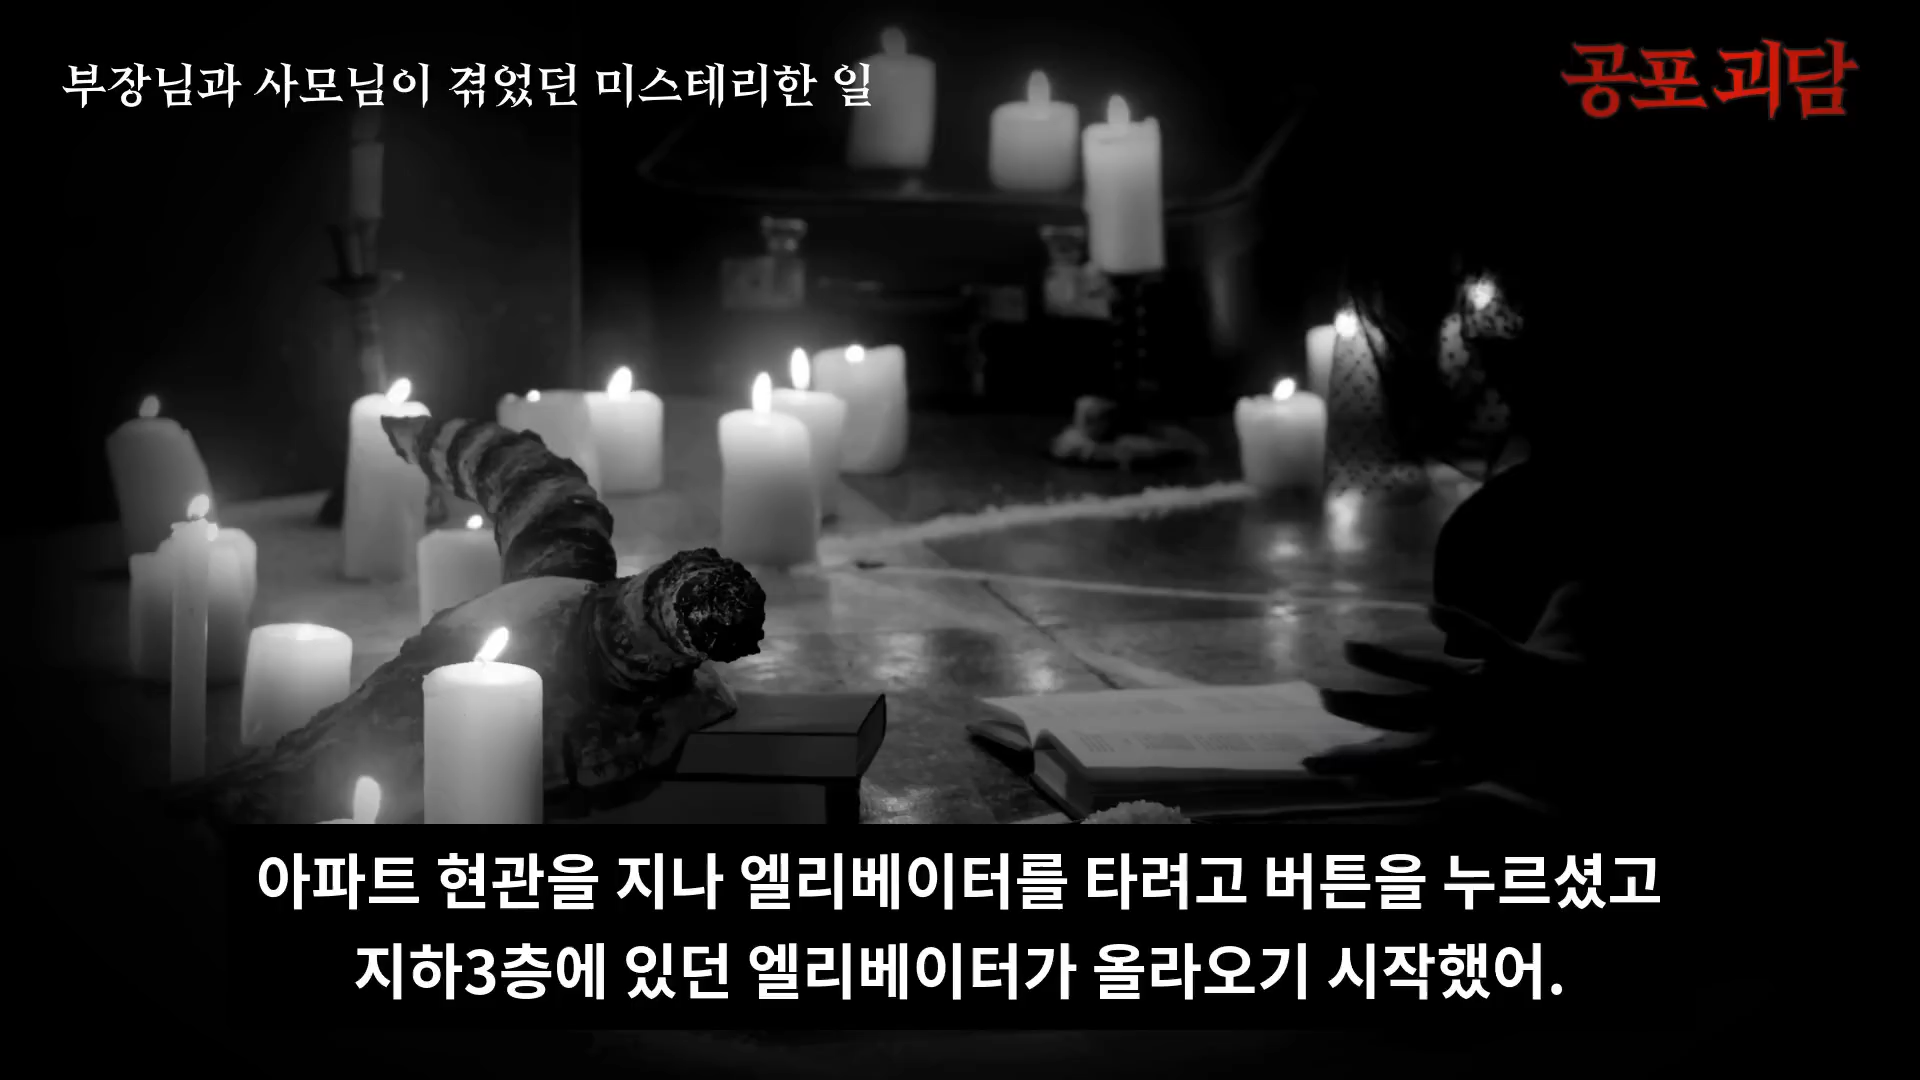 부장님과 사모님이 겪었던 미스테리한 일
공포 괴담
아파트 현관을 지나 엘리베이터를 타려고 버튼을 누르셨고
지하3층에 있던 엘리베이터가 올라오기 시작했어.